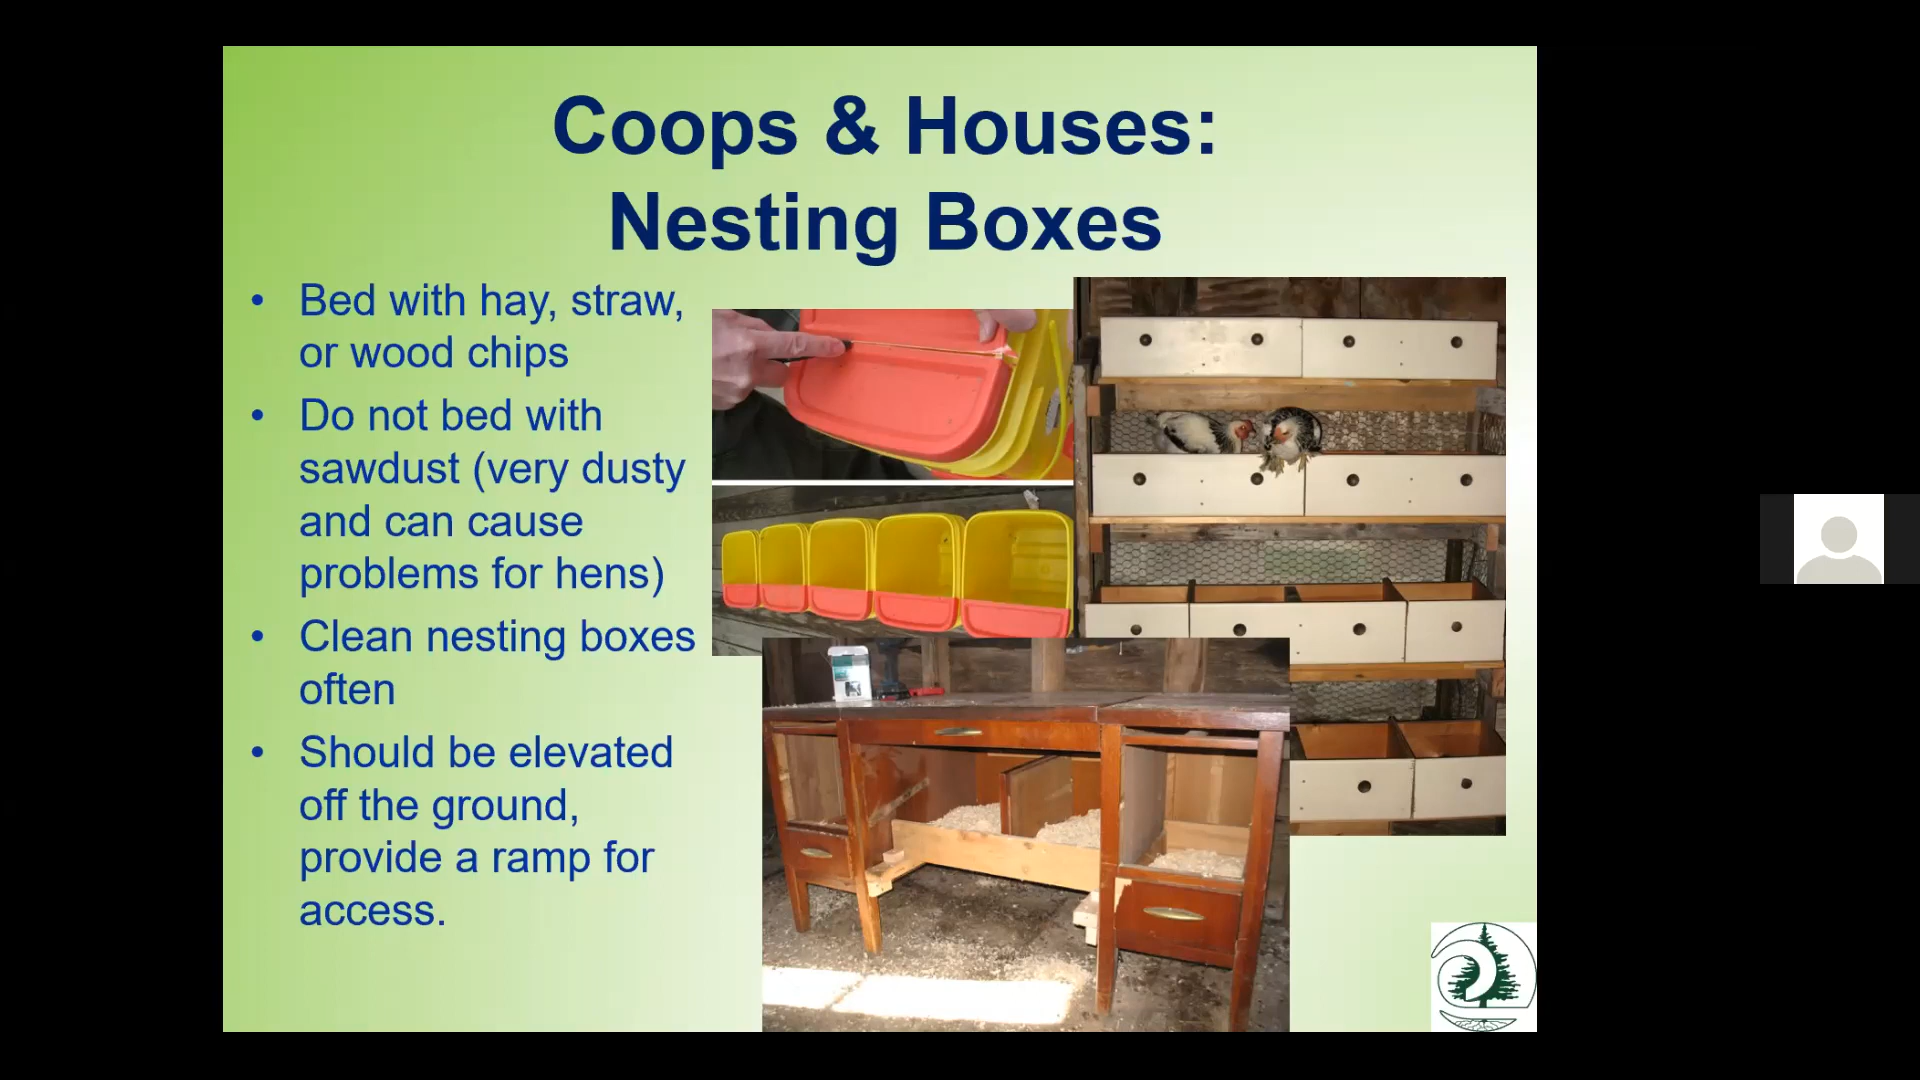 Coops & Houses:
Nesting Boxes
• Bed with hay, straw,
or wood chips
• Do not bed with
sawdust (very dusty
and can cause
problems for hens)
• Clean nesting boxes
often
• Should be elevated
off the ground,
provide a ramp for
access.